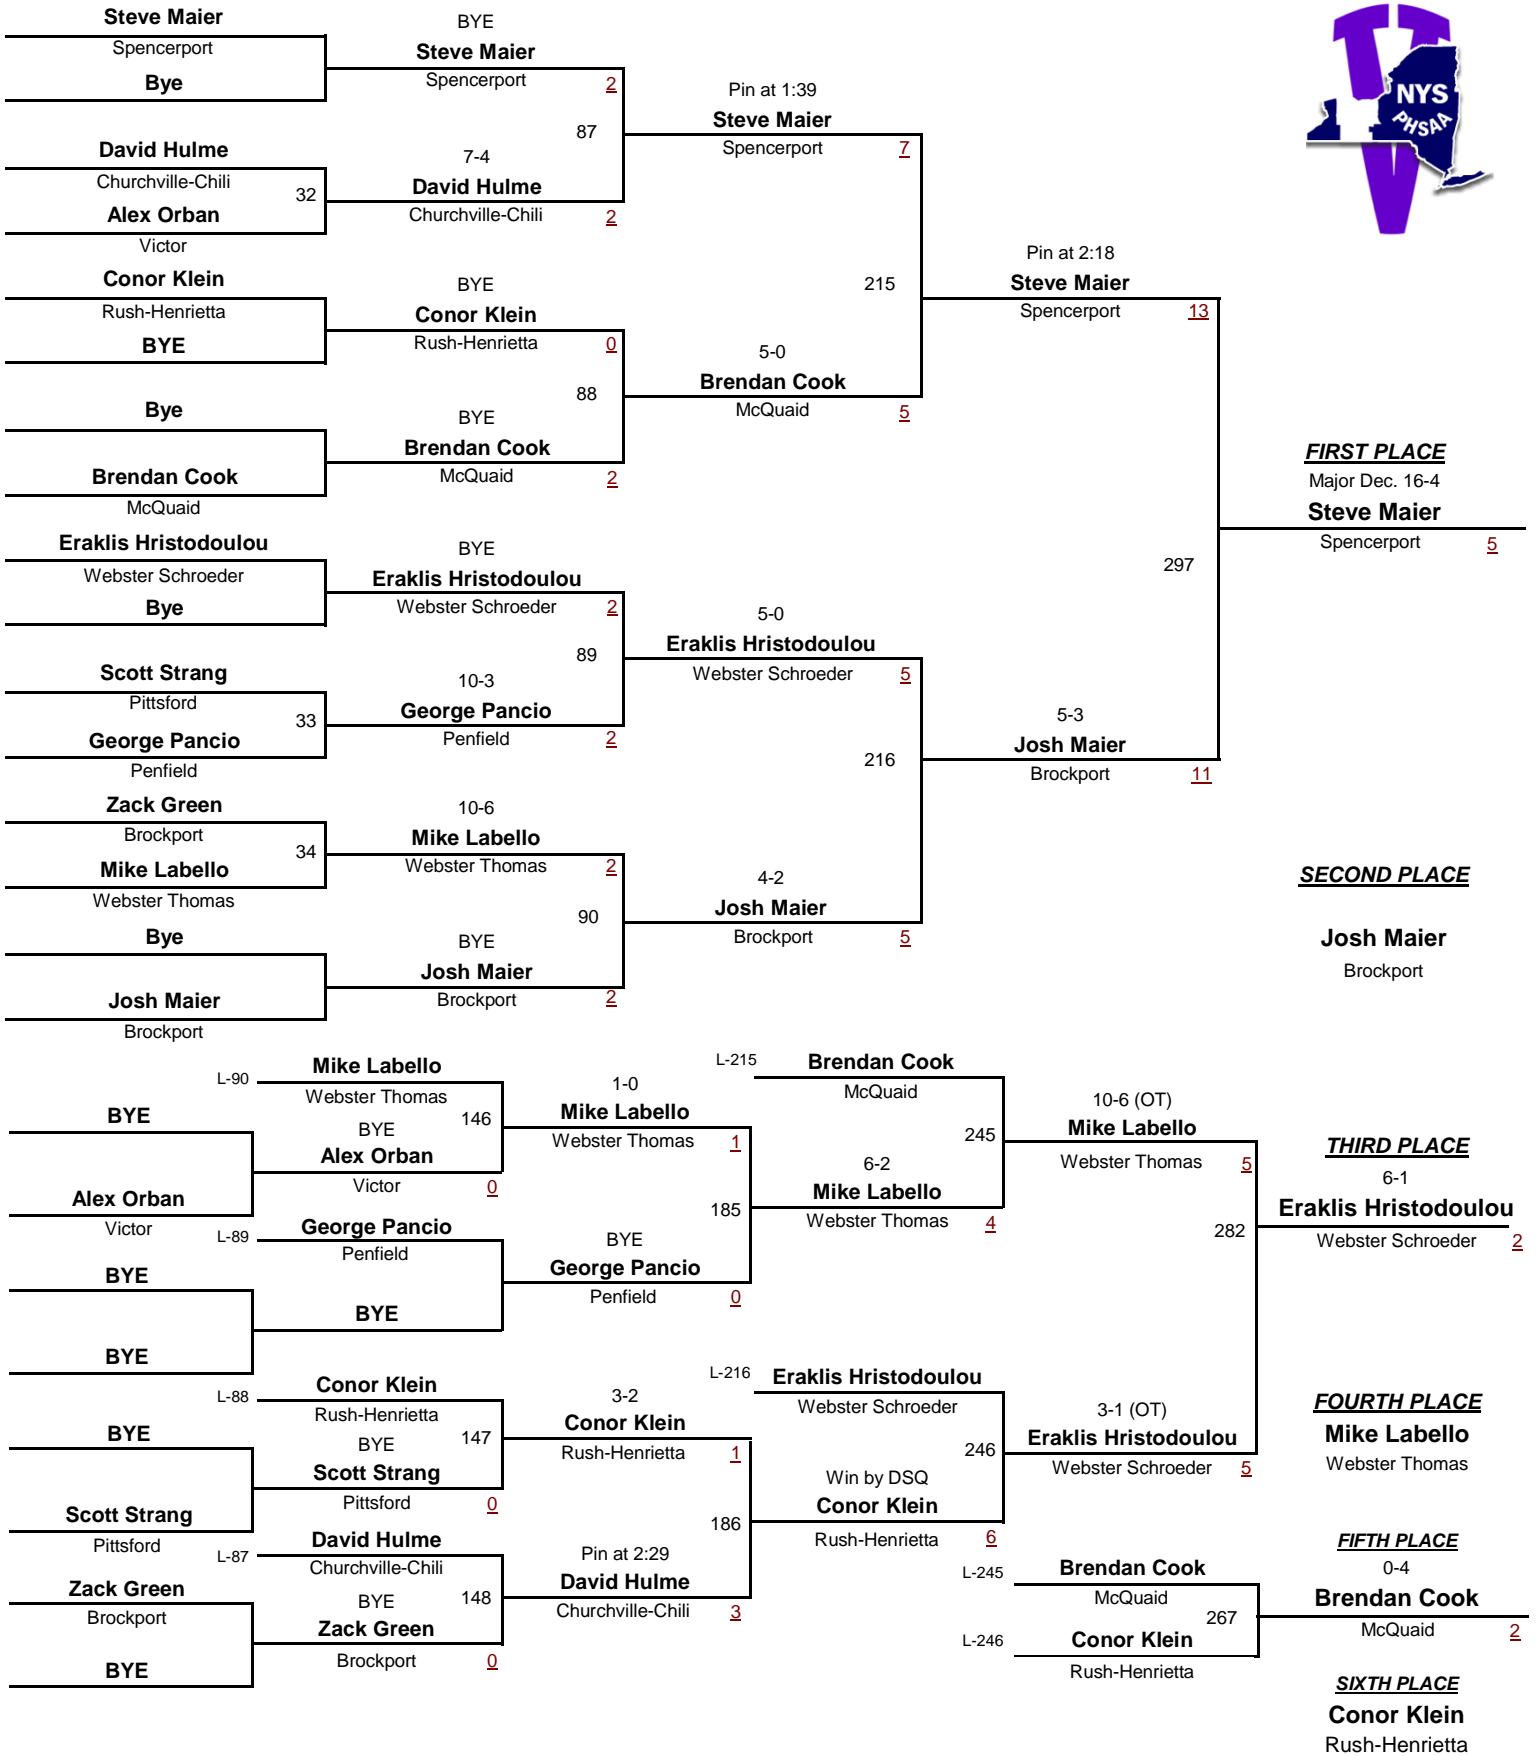 Steve Maier
Spencerport
Bye
David Hulme
Churchville-Chili
32
Alex Orban
Victor
Conor Klein
Rush-Henrietta
BYE
Bye
Brendan Cook
McQuaid
Eraklis Hristodoulou
Webster Schroeder
Bye
Scott Strang
Pittsford
33
George Pancio
Penfield
Zack Green
Brockport
34
Mike Labello
Webster Thomas
Bye
Josh Maier
Brockport
BYE
Steve Maier
Spencerport 2
87
7-4
David Hulme
Churchville-Chili 2
BYE
Conor Klein
Rush-Henrietta 0
88
BYE
Brendan Cook
McQuaid 2
BYE
Eraklis Hristodoulou
Webster Schroeder 2
89
10-3
George Pancio
Penfield 2
10-6
Mike Labello
Webster Thomas 2
90
BYE
Josh Maier
Brockport 2
Pin at 1:39
Steve Maier
Spencerport 7
215
5-0
Brendan Cook
McQuaid 5
5-0
Eraklis Hristodoulou
Webster Schroeder 5
216
4-2
Josh Maier
Brockport 5
Pin at 2:18
Steve Maier
Spencerport 13
297
5-3
Josh Maier
Brockport 11
NYS
PHSAA
FIRST PLACE
Major Dec. 16-4
Steve Maier
Spencerport 5
SECOND PLACE
Josh Maier
Brockport
BYE
Alex Orban
Victor
BYE
BYE
BYE
Scott Strang
Pittsford
Zack Green
Brockport
BYE
L-90 Mike Labello
Webster Thomas
146
BYE
Alex Orban
Victor 0
L-89 George Pancio
Penfield
BYE
L-88 Conor Klein
Rush-Henrietta
147
BYE
Scott Strang
Pittsford 0
L-87 David Hulme
Churchville-Chili
148
BYE
Zack Green
Brockport 0
1-0
Mike Labello
Webster Thomas 1
185
BYE
George Pancio
Penfield 0
3-2
Conor Klein
Rush-Henrietta 1
186
Pin at 2:29
David Hulme
Churchville-Chili 3
L-215 Brendan Cook
McQuaid
245
6-2
Mike Labello
Webster Thomas 4
L-216 Eraklis Hristodoulou
Webster Schroeder
246
Win by DSQ
Conor Klein
Rush-Henrietta 6
10-6 (OT)
Mike Labello
Webster Thomas 5
282
3-1 (OT)
Eraklis Hristodoulou
Webster Schroeder 5
L-245 Brendan Cook
McQuaid
267
L-246 Conor Klein
Rush-Henrietta
THIRD PLACE
6-1
Eraklis Hristodoulou
Webster Schroeder 2
FOURTH PLACE
Mike Labello
Webster Thomas
FIFTH PLACE
0-4
Brendan Cook
McQuaid 2
SIXTH PLACE
Conor Klein
Rush-Henrietta